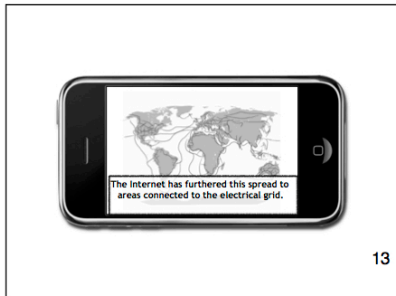 The Internet has furthered this spread to
areas connected to the electrical grid.
13